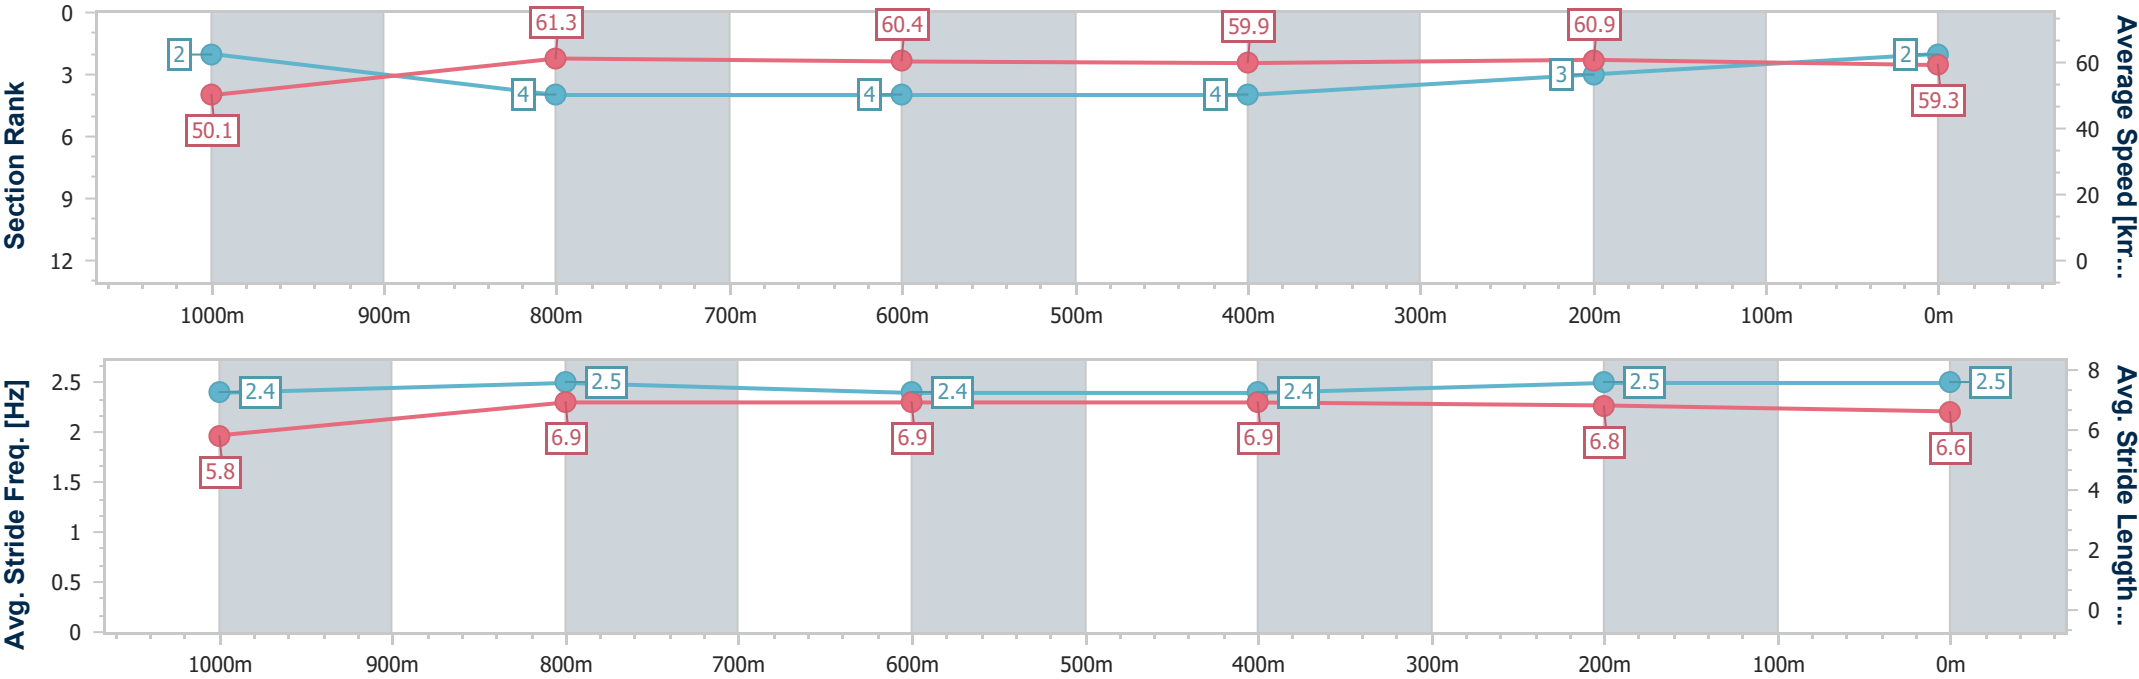 Section Rank
0
3
6
9
12
2
4
4
4
3
2
50.1
61.3
60.4
59.9
60.9
59.3
60
40
20
0
Average Speed [km...
1000m
900m
800m
700m
600m
500m
400m
300m
200m
100m
0m
Avg. Stride Freq. [Hz]
2.5
2
1.5
1
0.5
0
2.4
2.5
2.4
2.4
2.5
2.5
5.8
6.9
6.9
6.9
6.8
6.6
8
6
4
2
0
Avg. Stride Length...
1000m
900m
800m
700m
600m
500m
400m
300m
200m
100m
0m